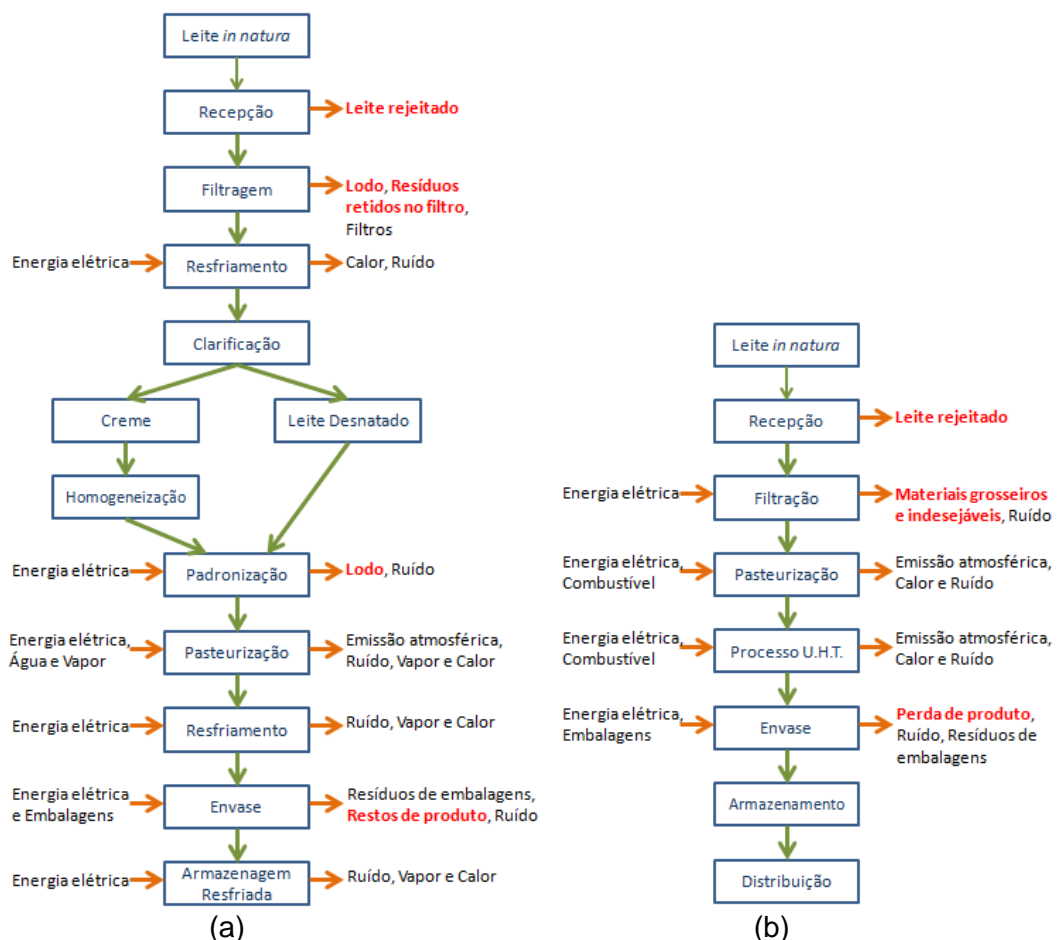 Leite in natura
Recepção
Leite rejeitado
Filtragem
Lodo, Resíduos
retidos no filtro,
Filtros
Energia elétrica
Resfriamento
Calor, Ruído
Clarificação
Creme
Leite Desnatado
Homogeneização
Energia elétrica
Padronização
Lodo, Ruído
Energia elétrica,
Água e Vapor
Pasteurização
Emissão atmosférica,
Ruído, Vapor e Calor
Energia elétrica
Resfriamento
Ruído, Vapor e Calor
Energia elétrica
e Embalagens
Envase
Resíduos de embalagens,
Restos de produto, Ruído
Energia elétrica
Armazenagem
Resfriada
Ruído, Vapor e Calor
(a)
Leite in natura
Recepção
Leite rejeitado
Energia elétrica
Filtração
Materiais grosseiros
e indesejáveis, Ruído
Energia elétrica,
Combustível
Pasteurização
Emissão atmosférica,
Calor e Ruído
Energia elétrica,
Combustível
Processo U.H.T.
Emissão atmosférica,
Calor e Ruído
Energia elétrica,
Embalagens
Envase
Perda de produto,
Ruído, Resíduos de
embalagens
Armazenamento
Distribuição
(b)